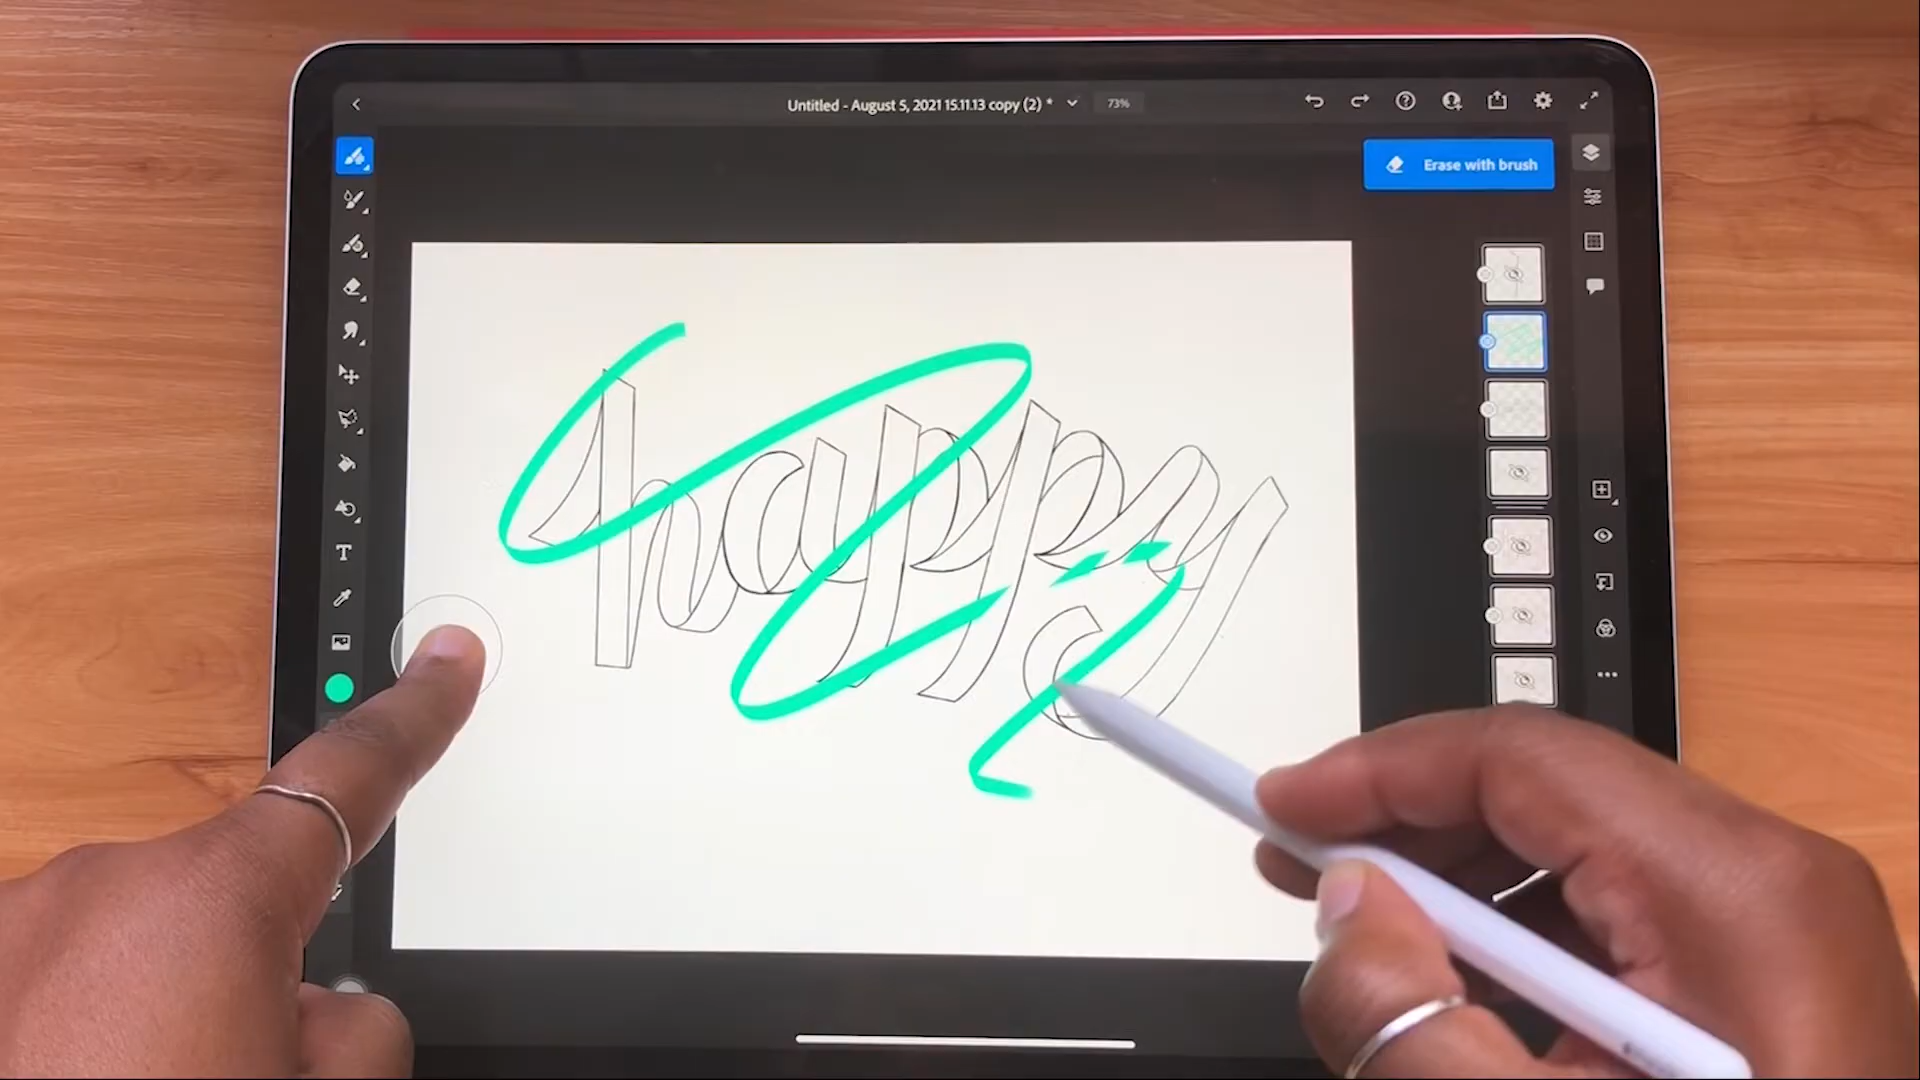 Untitled - August 5, 2021 15.11.13 copy (2) *
73%
Erase with brush
T
happy